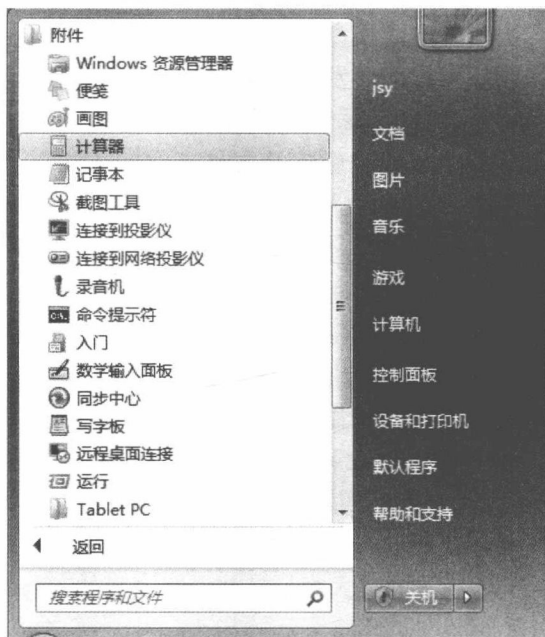 附件
Windows 资源管理器
便笺
画图
计算器
记事本
截图工具
连接到投影仪
连接到网络投影仪
录音机
命令提示符
入门
数学输入面板
同步中心
写字板
远程桌面连接
运行
Tablet PC
返回
搜索程序和文件
jsy
文档
图片
音乐
游戏
计算机
控制面板
设备和打印机
默认程序
帮助和支持
关机